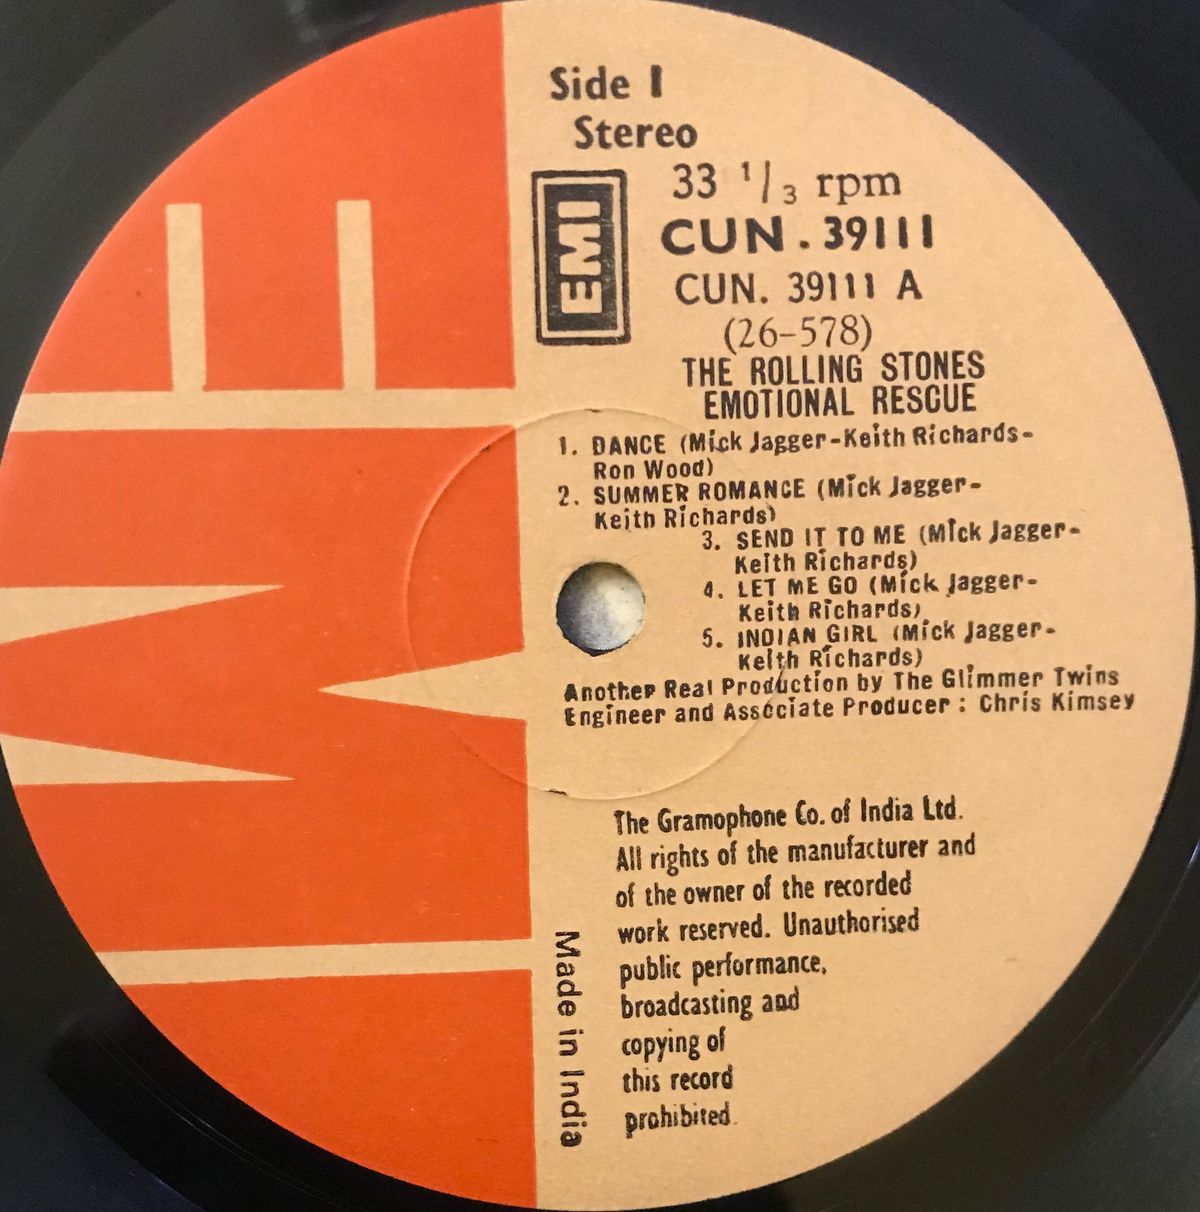 Side 1
Stereo
EMI
33 1/3 rpm
CUN . 39111
CUN. 39111 A
(26-578)
THE ROLLING STONES
EMOTIONAL RESCUE
1. DANCE (Mick Jagger-Keith Richards-
Ron Wood)
2. SUMMER ROMANCE (Mick Jagger-
Keith Richards)
3. SEND IT TO ME (Mick Jagger-
Keith Richards)
4. LET ME GO (Mick Jagger-
Keith Richards)
5. INDIAN GIRL (Mick Jagger-
Keith Richards)
Another Real Production by The Glimmer Twins
Engineer and Associate Producer : Chris Kimsey
The Gramophone Co. of India Ltd.
All rights of the manufacturer and
of the owner of the recorded
work reserved. Unauthorised
public performance,
broadcasting and
copying of
this record
prohibited.
Made in India
EMI